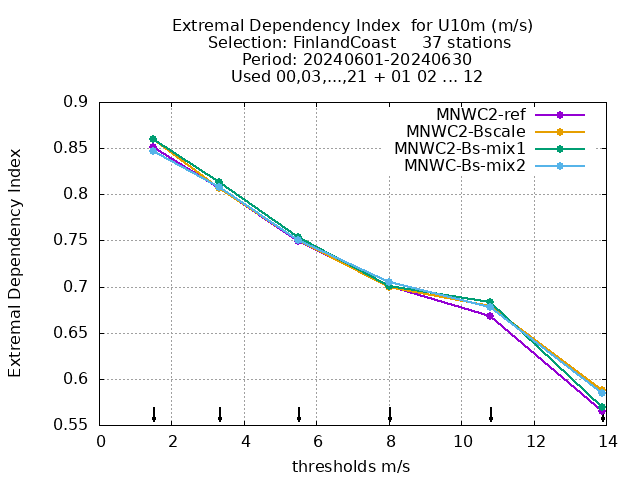 Extremal Dependency Index  for U10m (m/s)
Selection: FinlandCoast     37 stations
Period: 20240601-20240630
Used 00,03,...,21 + 01 02 ... 12
MNWC2-ref
MNWC2-Bscale
MNWC2-Bs-mix1
MNWC-Bs-mix2
Extremal Dependency Index
0.9
0.85
0.8
0.75
0.7
0.65
0.6
0.55
0 2 4 6 8 10 12 14
thresholds m/s